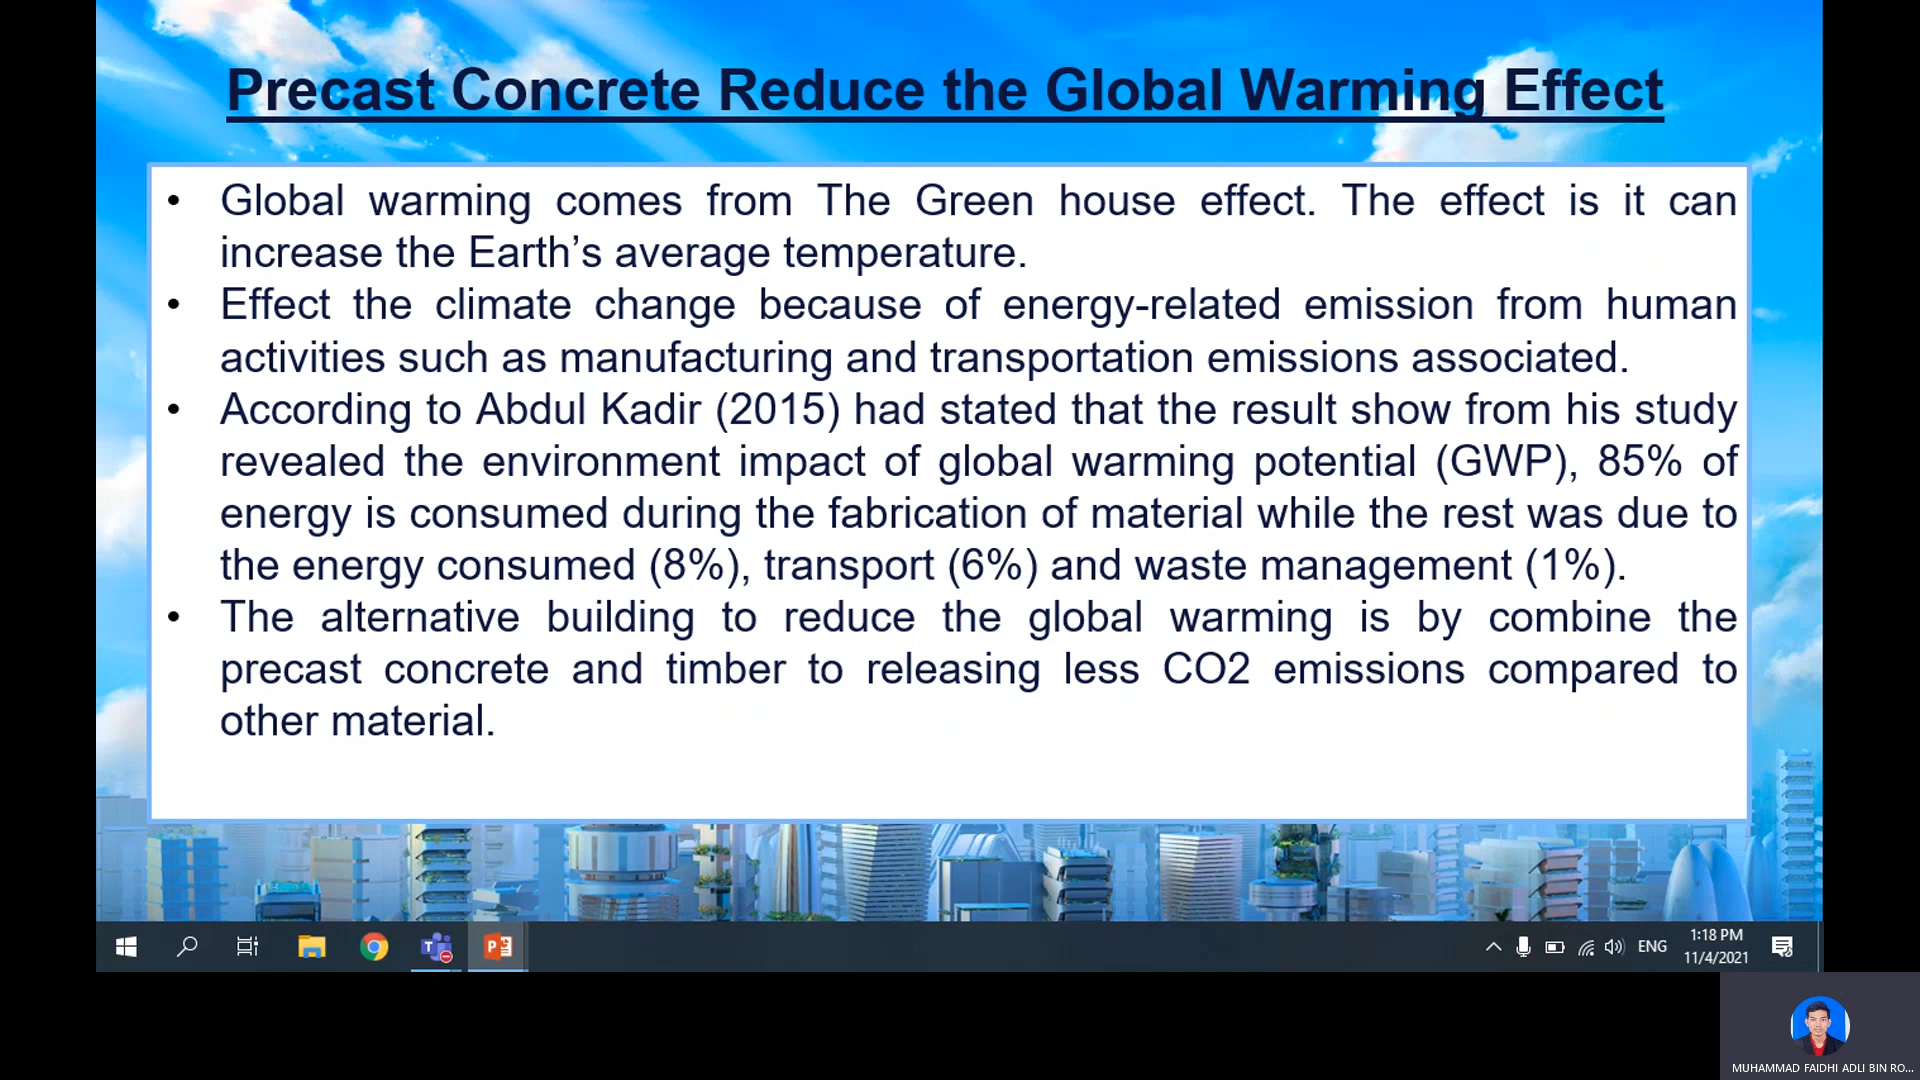 Precast Concrete Reduce the Global Warming Effect
• Global warming comes from The Green house effect. The effect is it can
increase the Earth’s average temperature.
• Effect the climate change because of energy-related emission from human
activities such as manufacturing and transportation emissions associated.
• According to Abdul Kadir (2015) had stated that the result show from his study
revealed the environment impact of global warming potential (GWP), 85% of
energy is consumed during the fabrication of material while the rest was due to
the energy consumed (8%), transport (6%) and waste management (1%).
• The alternative building to reduce the global warming is by combine the
precast concrete and timber to releasing less CO2 emissions compared to
other material.
ENG
1:18 PM
11/4/2021
MUHAMMAD FAIDHI ADLI BIN RO...